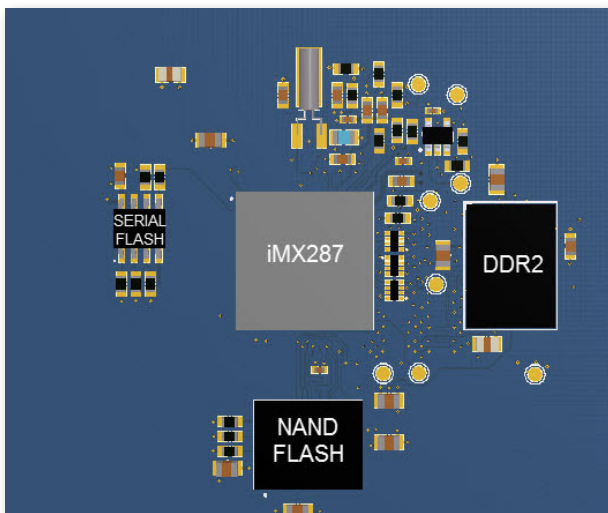 SERIAL
FLASH
iMX287
DDR2
NAND
FLASH